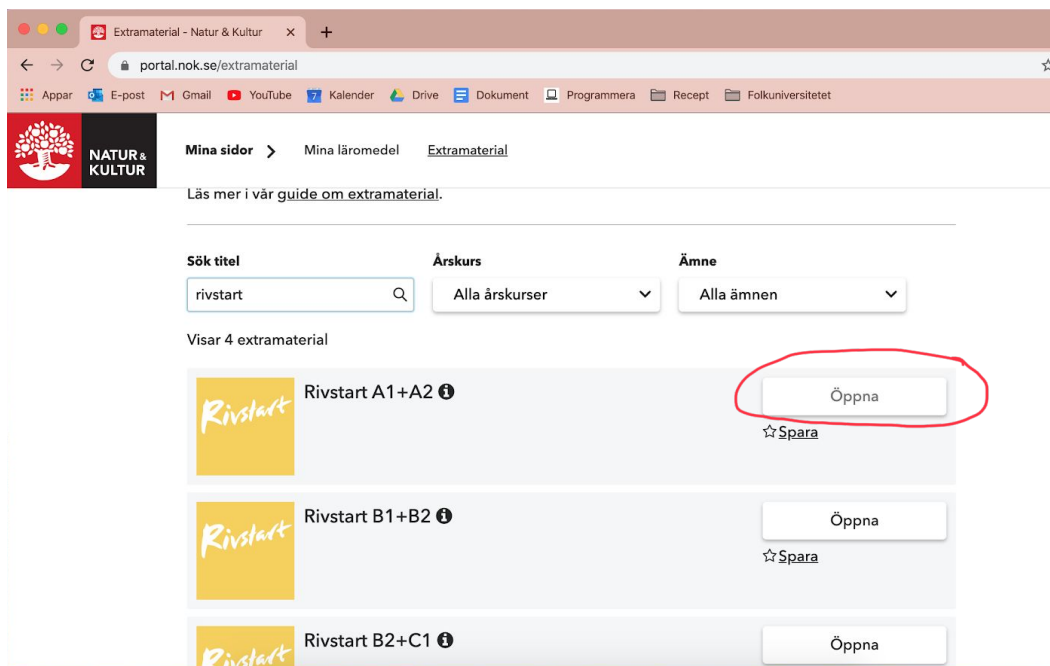 Extramaterial - Natur & Kultur
portal.nok.se/extramaterial
Appar E-post Gmail YouTube 7 Kalender Drive Dokument Programmera Recept Folkuniversitetet
NATUR &
KULTUR
Mina sidor Mina läromedel Extramaterial
Läs mer i vår guide om extramaterial.
Sök titel Årskurs Ämne
rivstart Alla årskurser Alla ämnen
Visar 4 extramaterial
Rivstart Rivstart A1+A2 Öppna
Spara
Rivstart Rivstart B1+B2 Öppna
Spara
Rivstart Rivstart B2+C1 Öppna